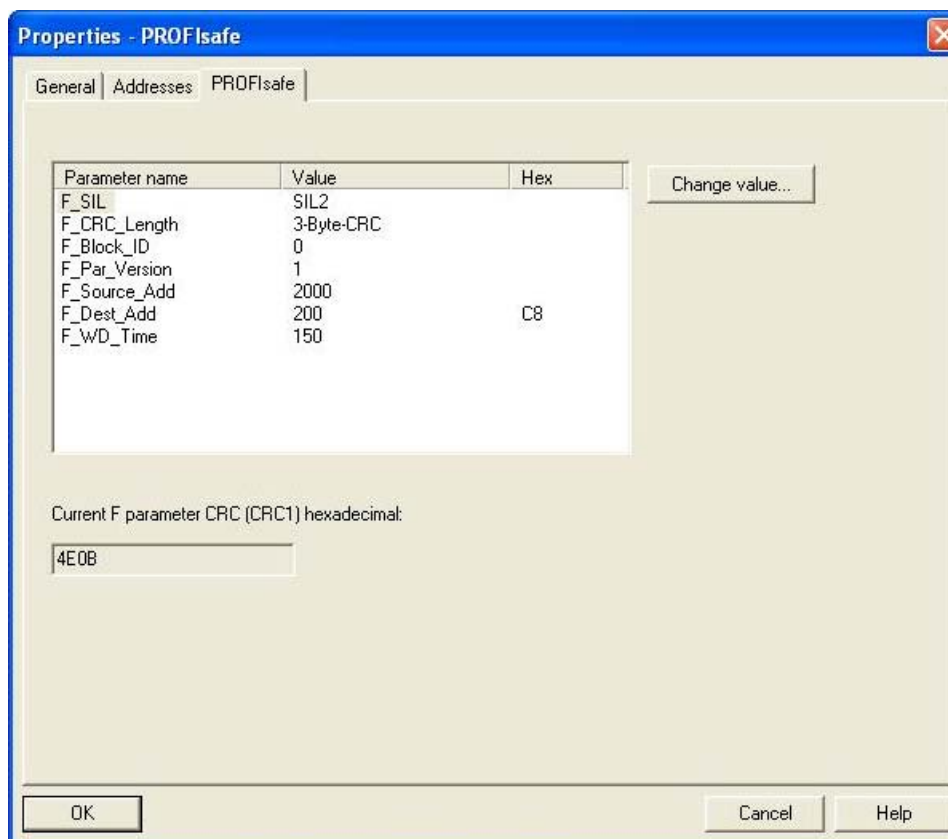 Properties - PROFIsafe
General Addresses PROFIsafe
Parameter name Value Hex
F_SIL SIL2
F_CRC_Length 3-Byte-CRC
F_Block_ID 0
F_Par_Version 1
F_Source_Add 2000
F_Dest_Add 200 C8
F_WD_Time 150
Change value...
Current F parameter CRC (CRC1) hexadecimal:
4E0B
OK Cancel Help